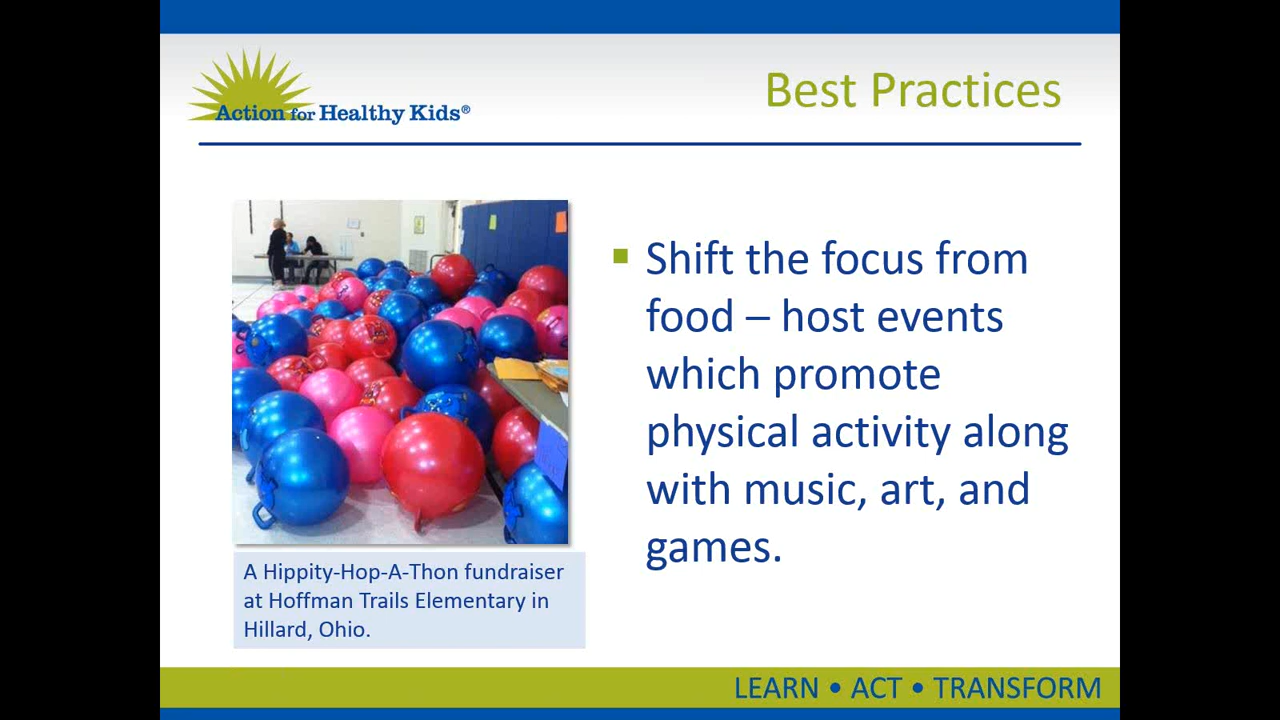 Action for Healthy Kids®
Best Practices
Shift the focus from
food – host events
which promote
physical activity along
with music, art, and
games.
A Hippity-Hop-A-Thon fundraiser
at Hoffman Trails Elementary in
Hillard, Ohio.
LEARN • ACT • TRANSFORM